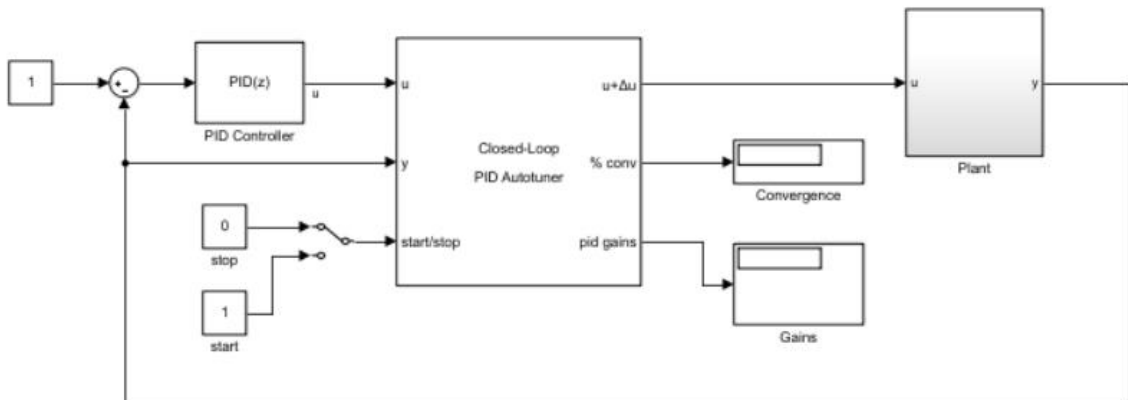 1
+
-
PID(z)
u
PID Controller
u
y
start/stop
Closed-Loop
PID Autotuner
u+Δu
% conv
pid gains
0
stop
1
start
Convergence
Gains
u
y
Plant